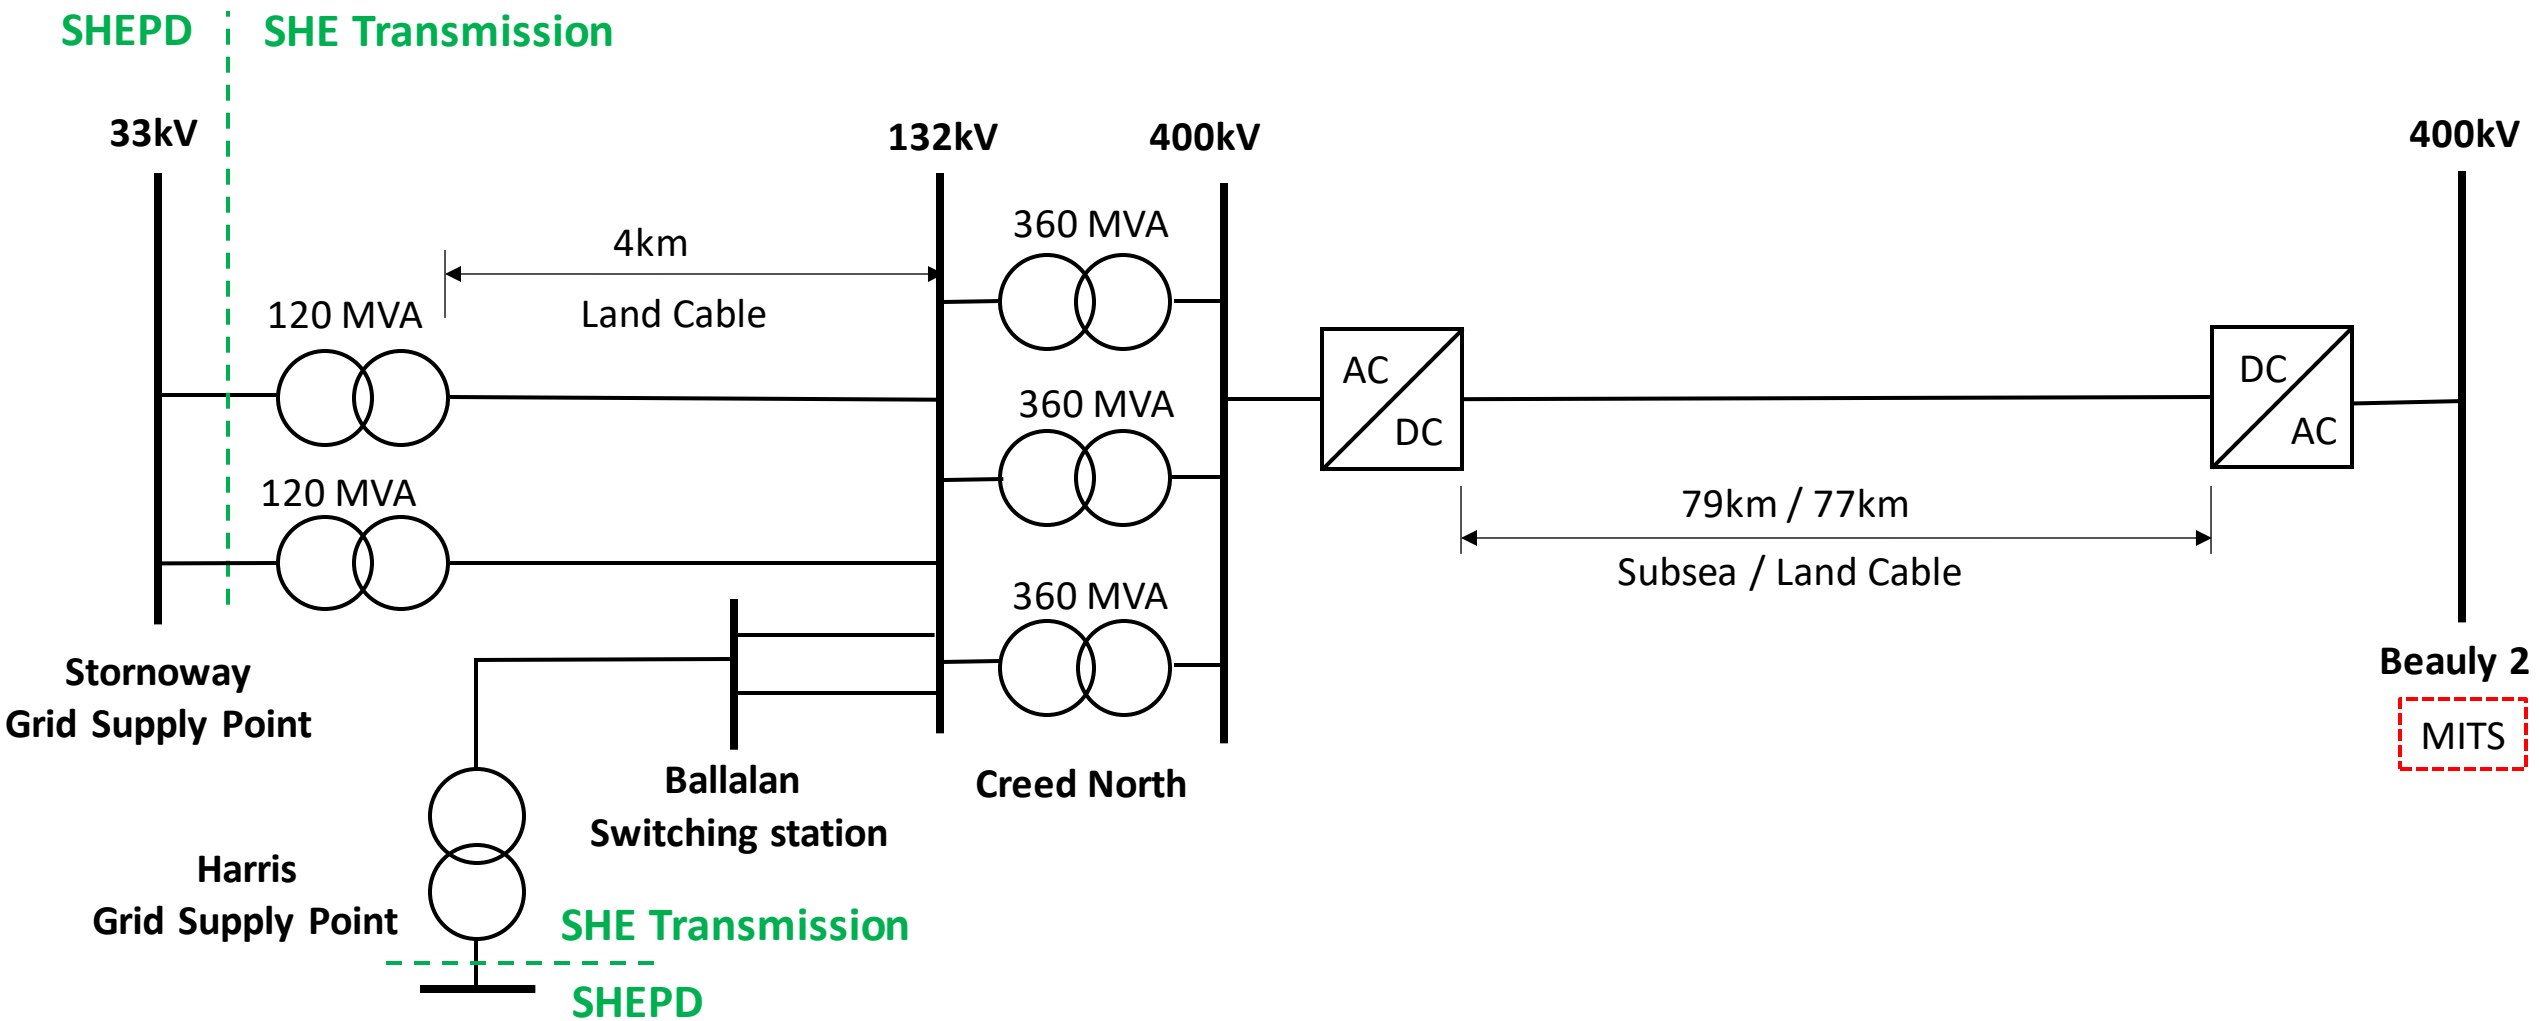 SHEPD
SHE Transmission
33kV
132kV
400kV
400kV
360 MVA
4km
120 MVA
Land Cable
AC
DC
DC
AC
360 MVA
120 MVA
79km / 77km
Subsea / Land Cable
360 MVA
Stornoway
Grid Supply Point
Beauly 2
MITS
Ballalan
Switching station
Creed North
Harris
Grid Supply Point
SHE Transmission
SHEPD